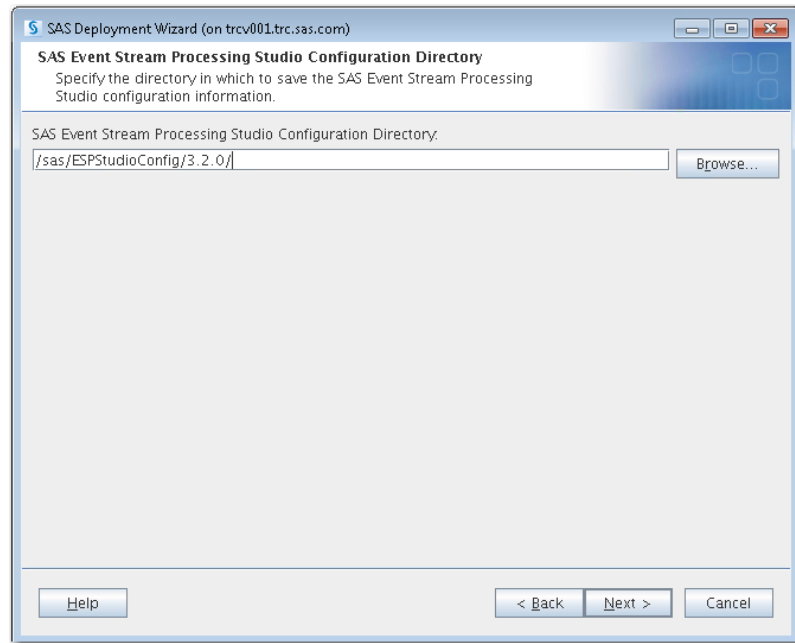 SAS Deployment Wizard (on trcv001.trc.sas.com)
SAS Event Stream Processing Studio Configuration Directory
Specify the directory in which to save the SAS Event Stream Processing
Studio configuration information.
SAS Event Stream Processing Studio Configuration Directory:
/sas/ESPStudioConfig/3.2.0/
Browse...
Help
< Back
Next >
Cancel